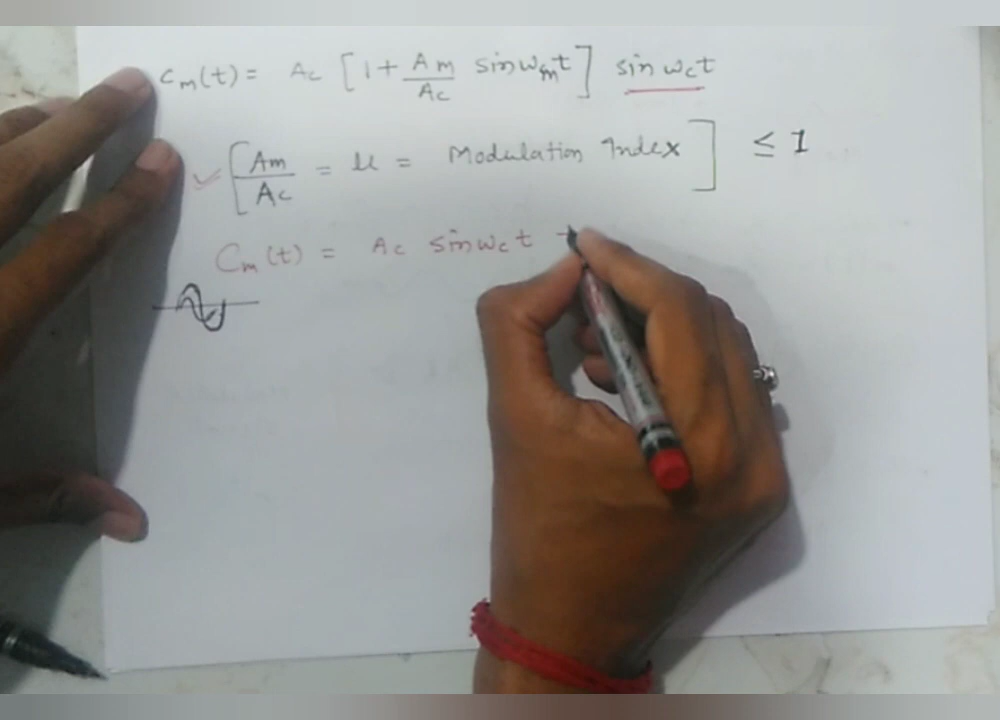 Cm(t) = Ac [1 + Am/Ac sin ωmt] sin ωct
[Am/Ac = μ = Modulation Index] ≤ 1
Cm(t) = Ac sin ωct